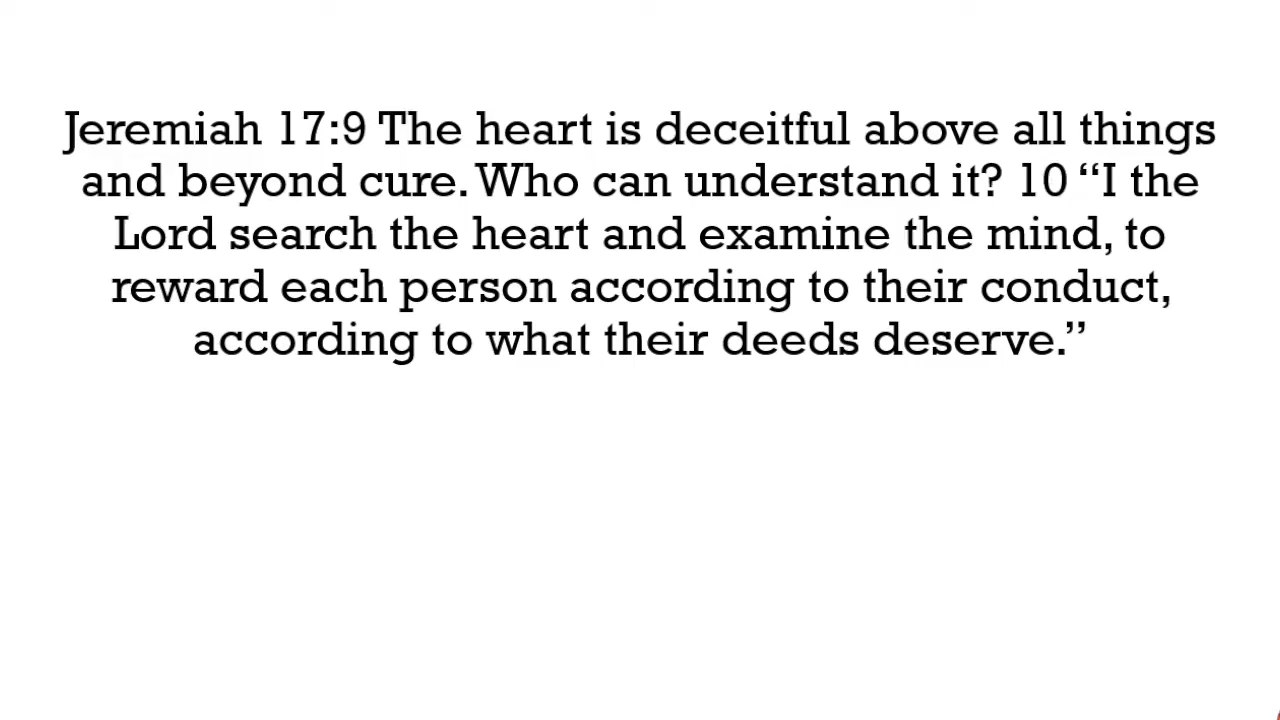 Jeremiah 17:9 The heart is deceitful above all things
and beyond cure. Who can understand it? 10 “I the
Lord search the heart and examine the mind, to
reward each person according to their conduct,
according to what their deeds deserve.”